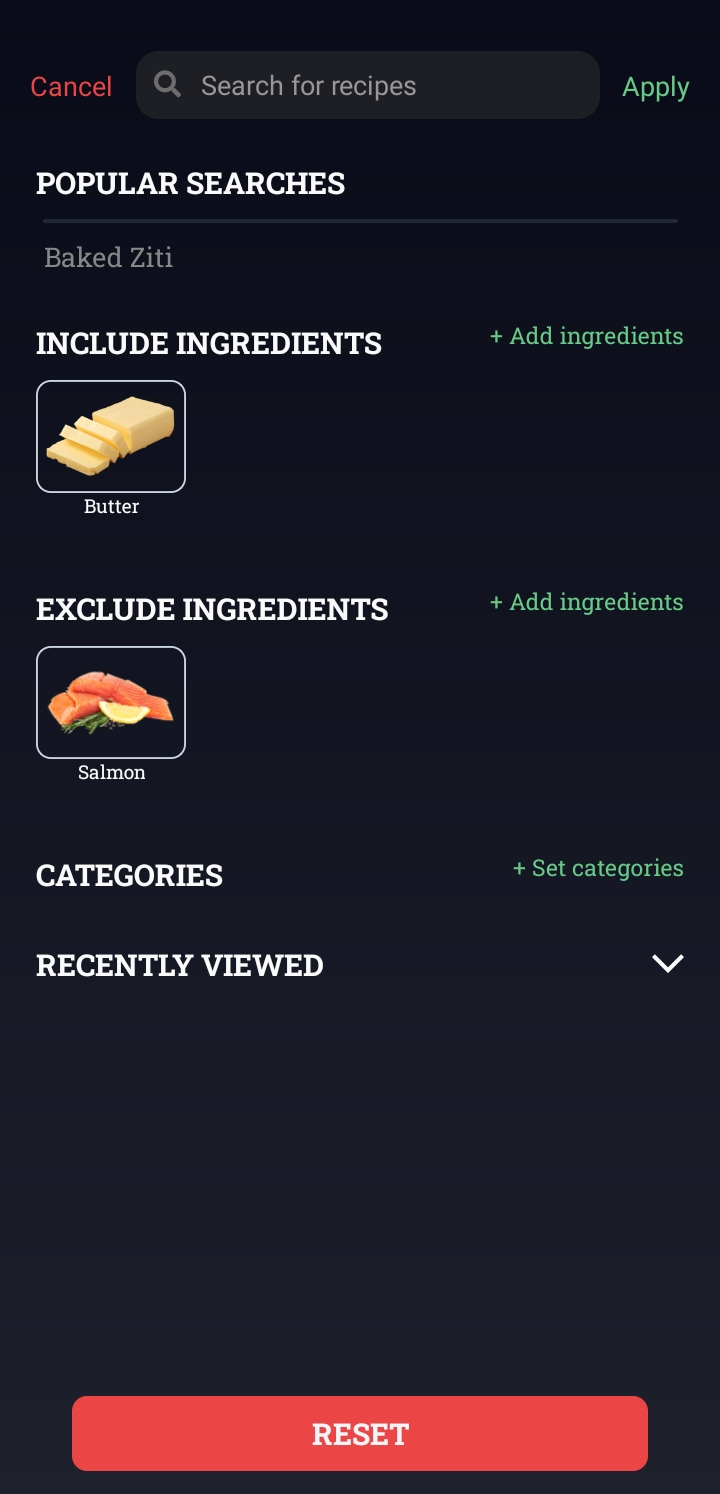 Cancel
Search for recipes
Apply
POPULAR SEARCHES
Baked Ziti
INCLUDE INGREDIENTS
+ Add ingredients
Butter
EXCLUDE INGREDIENTS
+ Add ingredients
Salmon
CATEGORIES
+ Set categories
RECENTLY VIEWED
RESET